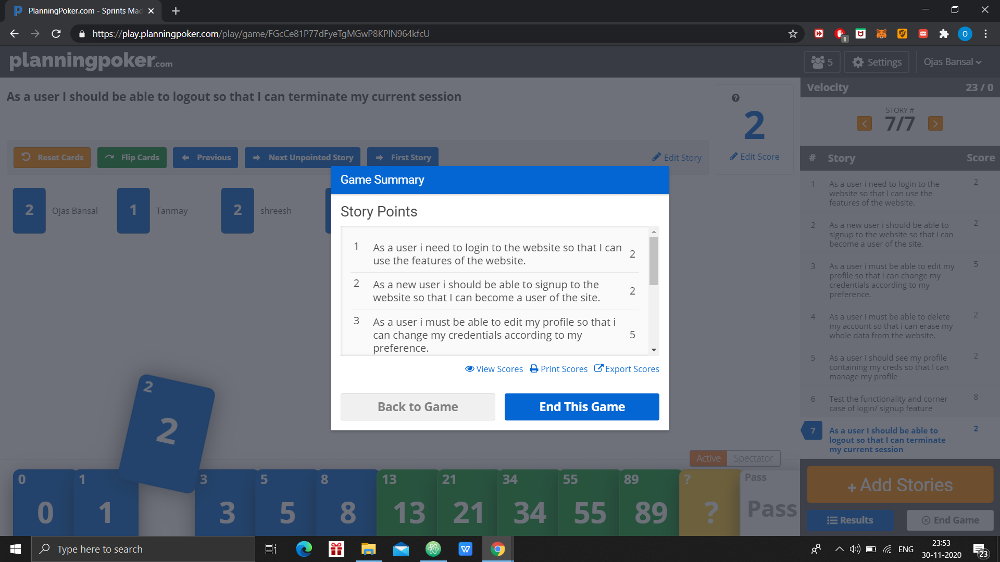 PlanningPoker.com - Sprints Mad
https://play.planningpoker.com/play/game/FGcCe81P77dFyeTgMGwP8KPlN964kfcU
1
O
planningpoker.com
5
Settings
Ojas Bansal
As a user I should be able to logout so that I can terminate my current session
?
2
Edit Score
Reset Cards
Flip Cards
Previous
Next Unpointed Story
First Story
Edit Story
2
Ojas Bansal
1
Tanmay
2
shreesh
Game Summary
Story Points
1
As a user i need to login to the website so that I can
use the features of the website.
2
2
As a new user i should be able to signup to the
website so that I can become a user of the site.
2
3
As a user i must be able to edit my profile so that i
can change my credentials according to my
preference.
5
View Scores
Print Scores
Export Scores
Back to Game
End This Game
Velocity
23 / 0
STORY #
7/7
# Story Score
1
As a user i need to login to the
website so that I can use the
features of the website.
2
2
As a new user i should be able to
signup to the website so that I can
become a user of the site.
2
3
As a user i must be able to edit my
profile so that i can change my
credentials according to my
preference.
5
4
As a user i must be able to delete
my account so that i can erase my
whole data from the website.
2
5
As a user I should see my profile
containing my creds so that I can
manage my profile
2
6
Test the functionality and corner
case of login/ signup feature
8
7
As a user I should be able to
logout so that I can terminate
my current session
2
+ Add Stories
Results
End Game
Active
Spectator
2
2
0
0
1
1
3
3
5
5
8
8
13
13
21
21
34
34
55
55
89
89
?
?
Pass
Pass
Type here to search
W
ENG
23:53
30-11-2020
23